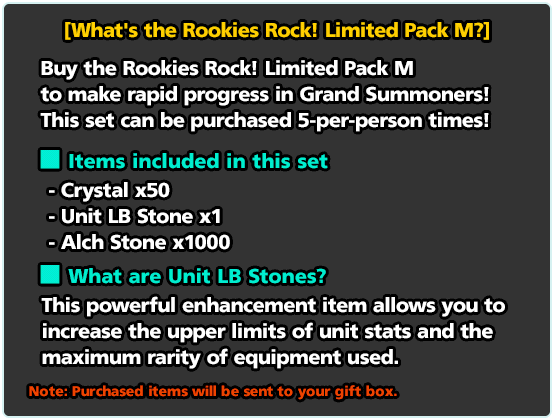 [What's the Rookies Rock! Limited Pack M?]
Buy the Rookies Rock! Limited Pack M
to make rapid progress in Grand Summoners!
This set can be purchased 5-per-person times!
Items included in this set
- Crystal x50
- Unit LB Stone x1
- Alch Stone x1000
What are Unit LB Stones?
This powerful enhancement item allows you to
increase the upper limits of unit stats and the
maximum rarity of equipment used.
Note: Purchased items will be sent to your gift box.